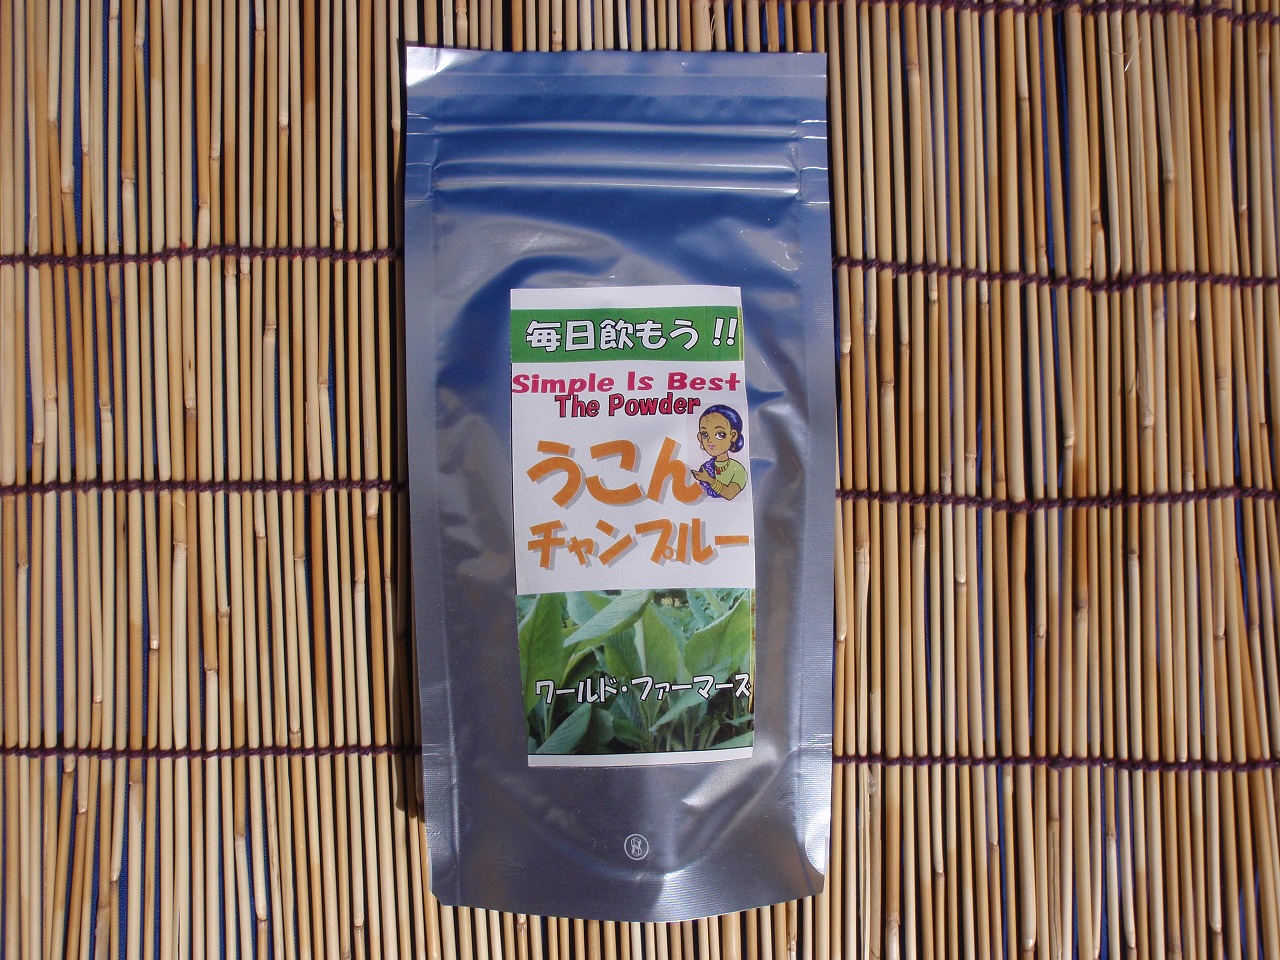 毎日飲もう!!
Simple Is Best
The Powder
うこん
チャンプルー
ワールド・ファーマーズ